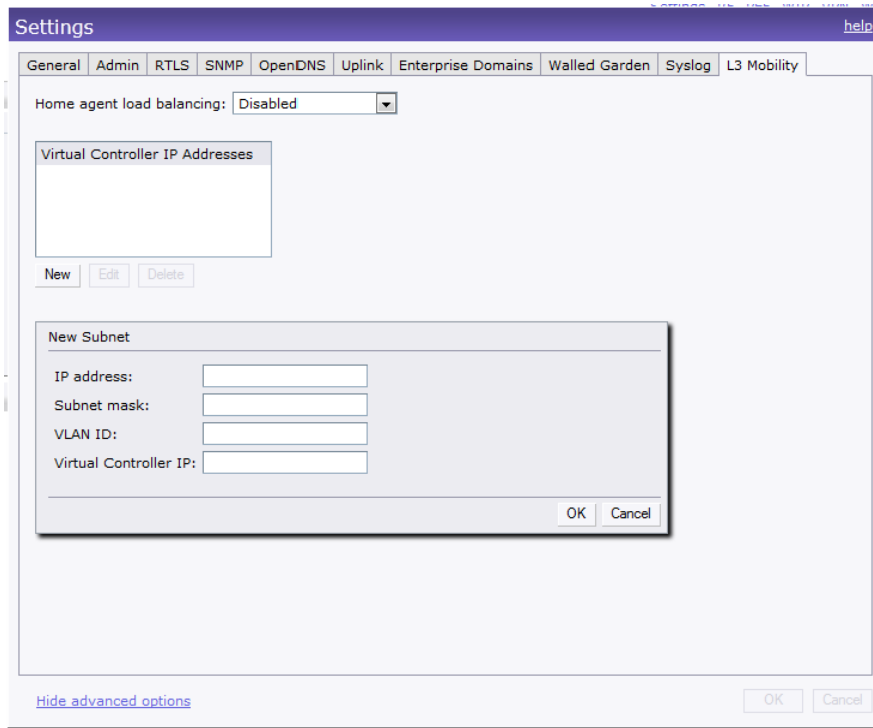 Settings
help
General Admin RTLS SNMP OpenDNS Uplink Enterprise Domains Walled Garden Syslog L3 Mobility
Home agent load balancing: Disabled
Virtual Controller IP Addresses
New Edit Delete
New Subnet
IP address:
Subnet mask:
VLAN ID:
Virtual Controller IP:
OK Cancel
Hide advanced options
OK Cancel